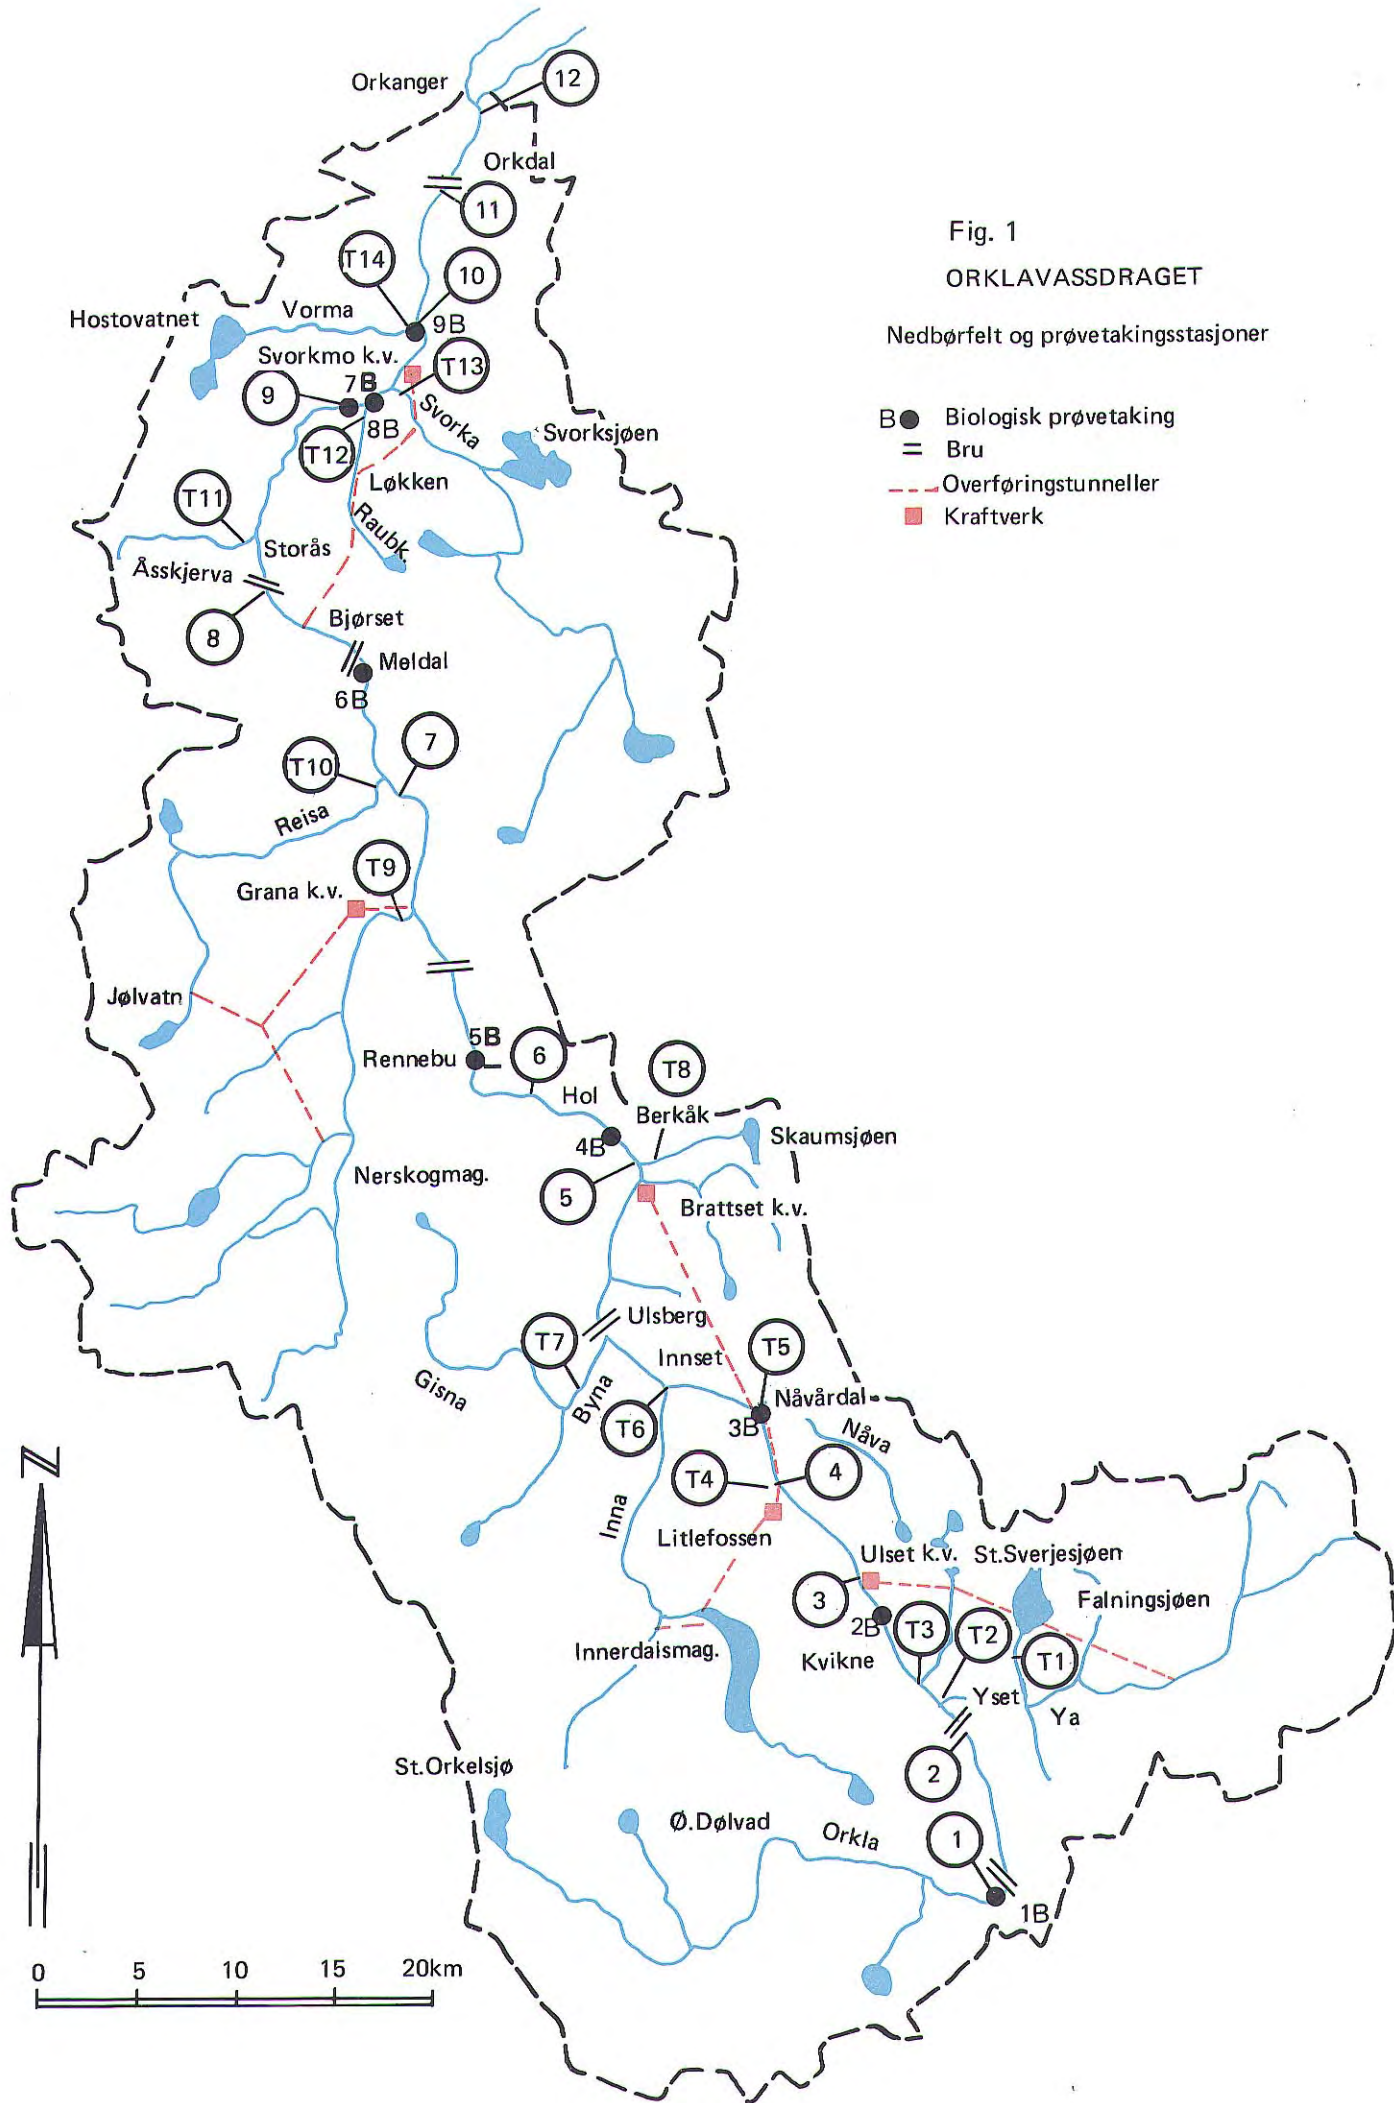 Orkanger
12
Orkdal
11
Fig. 1
ORKLAVASSDRAGET
Nedbørfelt og prøvetakingsstasjoner
B Biologisk prøvetaking
Bru
Overføringstunneller
Kraftverk
T14
10
Hostovatnet
Vorma
9B
Svorkmo k.v.
T13
9
7B
8B
Svorka
Svorksjøen
T12
Løkken
T11
Raubk.
Storås
Åsskjerva
8
Bjørset
Meldal
6B
7
T10
Reisa
T9
Grana k.v.
Jølvatn
5B
6
Rennebu
T8
Hol
Berkåk
4B
Skaumsjøen
Nerskogmag.
5
Brattset k.v.
Ulsberg
T7
T5
Innset
Gisna
Byna
Nåvårdal
T6
3B
Nåva
N
T4
4
Inna
Litlefossen
Ulset k.v.
St.Sverjesjøen
3
Falningsjøen
2B
T3
T2
T1
Innerdalsmag.
Kvikne
Yset
Ya
2
St.Orkelsjø
Ø.Dølvad
Orkla
1
1B
0 5 10 15 20km